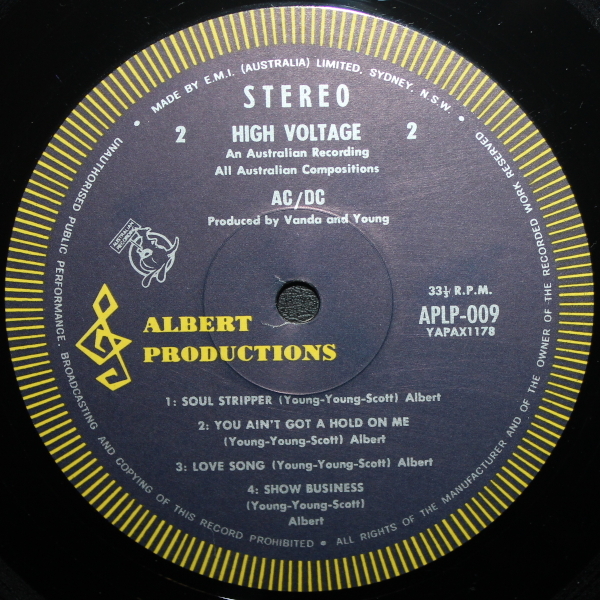 • MADE BY E.M.I. (AUSTRALIA) LIMITED, SYDNEY. N.S.W. •
STEREO
2 HIGH VOLTAGE 2
An Australian Recording
All Australian Compositions
AC/DC
Produced by Vanda and Young
AUSTRALIAN
RECORDING
33⅓ R.P.M.
APLP-009
YAPAX1178
ALBERT
PRODUCTIONS
1: SOUL STRIPPER (Young-Young-Scott) Albert
2: YOU AIN'T GOT A HOLD ON ME
(Young-Young-Scott) Albert
3: LOVE SONG (Young-Young-Scott) Albert
4: SHOW BUSINESS
(Young-Young-Scott)
Albert
UNAUTHORISED PUBLIC PERFORMANCE. BROADCASTING AND COPYING OF THIS RECORD PROHIBITED • ALL RIGHTS OF THE MANUFACTURER AND OF THE OWNER OF THE RECORDED WORK RESERVED